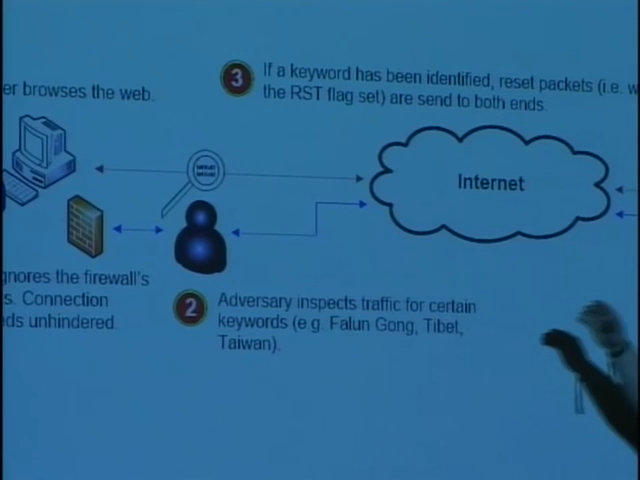 3
If a keyword has been identified, reset packets (i.e. w
the RST flag set) are send to both ends.
er browses the web.
Internet
gnores the firewall's
s. Connection
eds unhindered.
2
Adversary inspects traffic for certain
keywords (e.g. Falun Gong, Tibet,
Taiwan).